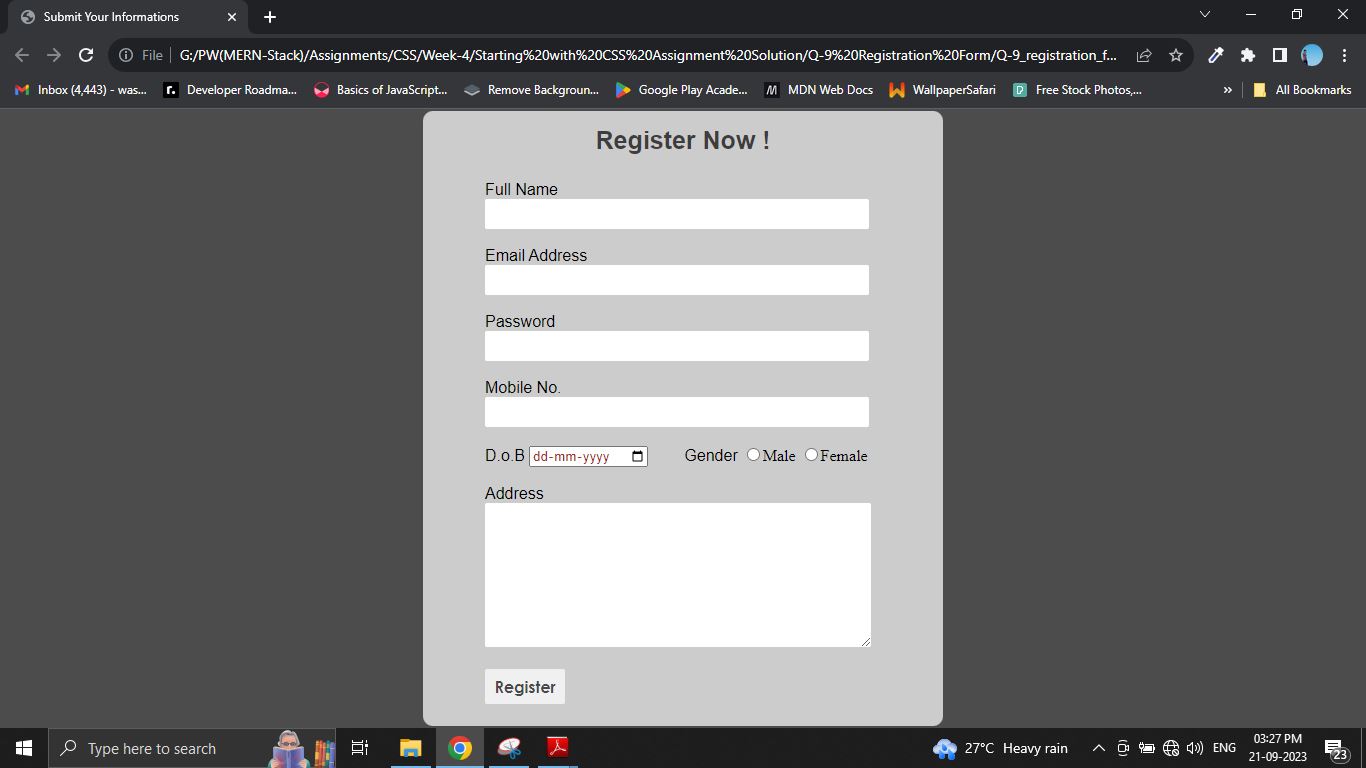 Submit Your Informations
File
G:/PW(MERN-Stack)/Assignments/CSS/Week-4/Starting%20with%20CSS%20Assignment%20Solution/Q-9%20Registration%20Form/Q-9_registration_f...
Inbox (4,443) - was... Developer Roadma... Basics of JavaScript... Remove Backgroun... Google Play Acade... MDN Web Docs WallpaperSafari Free Stock Photos,... » All Bookmarks
Register Now !
Full Name
Email Address
Password
Mobile No.
D.o.B dd-mm-yyyy Gender Male Female
Address
Register
Type here to search
27°C Heavy rain
ENG
03:27 PM
21-09-2023
23